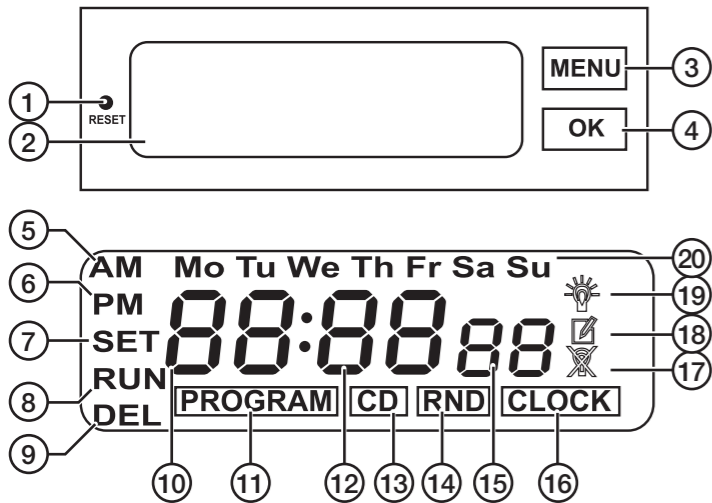 MENU
3
1
RESET
2
OK
4
5
AM Mo Tu We Th Fr Sa Su
20
6
PM
88:88 88
19
7
SET
18
8
RUN
17
9
DEL
PROGRAM CD RND CLOCK
10 11 12 13 14 15 16